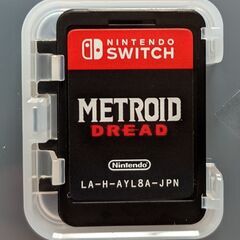 NINTENDO
SWITCH
METROID
DREAD
Nintendo
LA-H-AYL8A-JPN